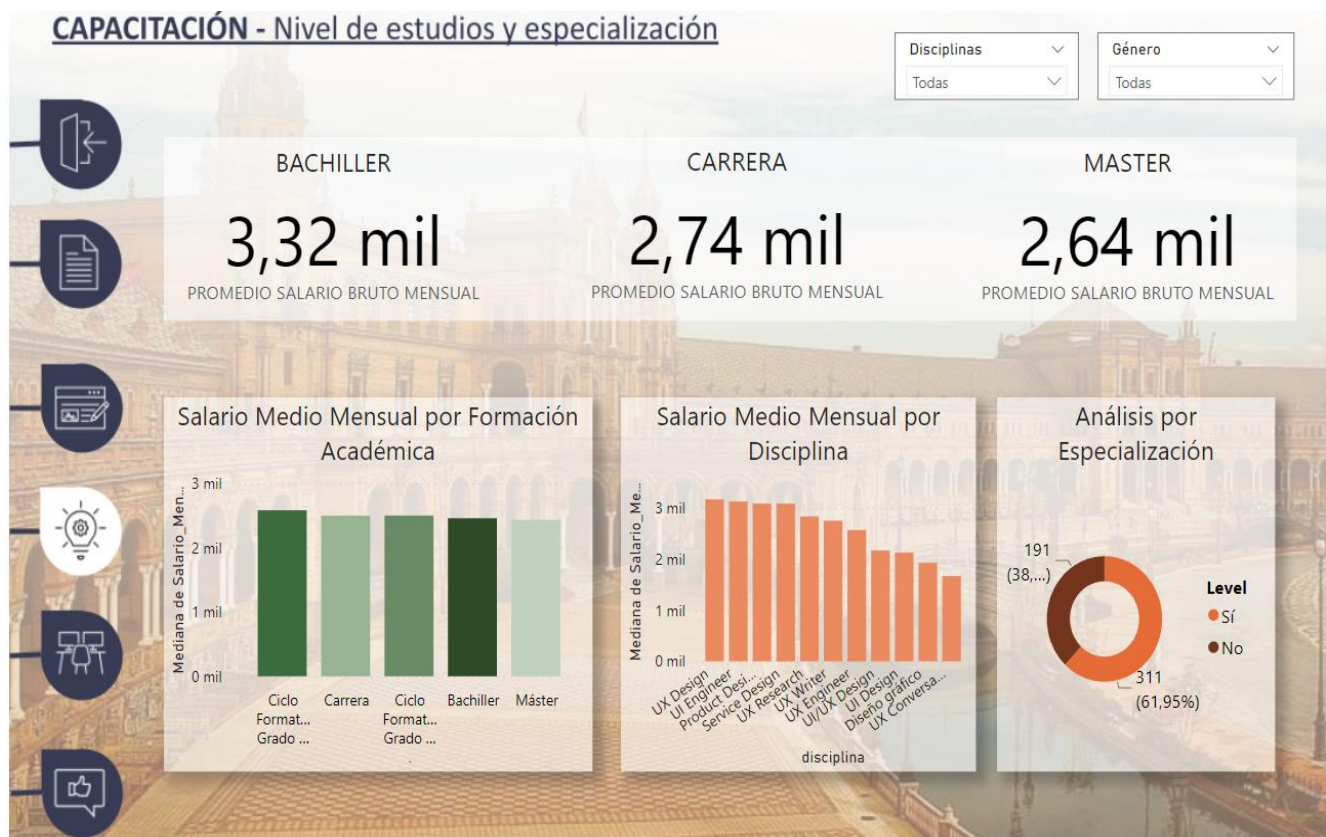 CAPACITACIÓN - Nivel de estudios y especialización
Disciplinas
Todas
Género
Todas
BACHILLER
3,32 mil
PROMEDIO SALARIO BRUTO MENSUAL
CARRERA
2,74 mil
PROMEDIO SALARIO BRUTO MENSUAL
MASTER
2,64 mil
PROMEDIO SALARIO BRUTO MENSUAL
Salario Medio Mensual por Formación
Académica
Mediana de Salario_Men...
3 mil
2 mil
1 mil
0 mil
Ciclo
Format...
Grado ...
Carrera
Ciclo
Format...
Grado ...
.
Bachiller
Máster
Salario Medio Mensual por
Disciplina
Mediana de Salario_Me...
3 mil
2 mil
1 mil
0 mil
UX Design
UI Engineer
Product Desi...
Service Design
UX Research
UX Writer
UX Engineer
UI/UX Design
UI Design
Diseño gráfico
UX Conversa...
disciplina
Análisis por
Especialización
191
(38,...)
311
(61,95%)
Level
Sí
No